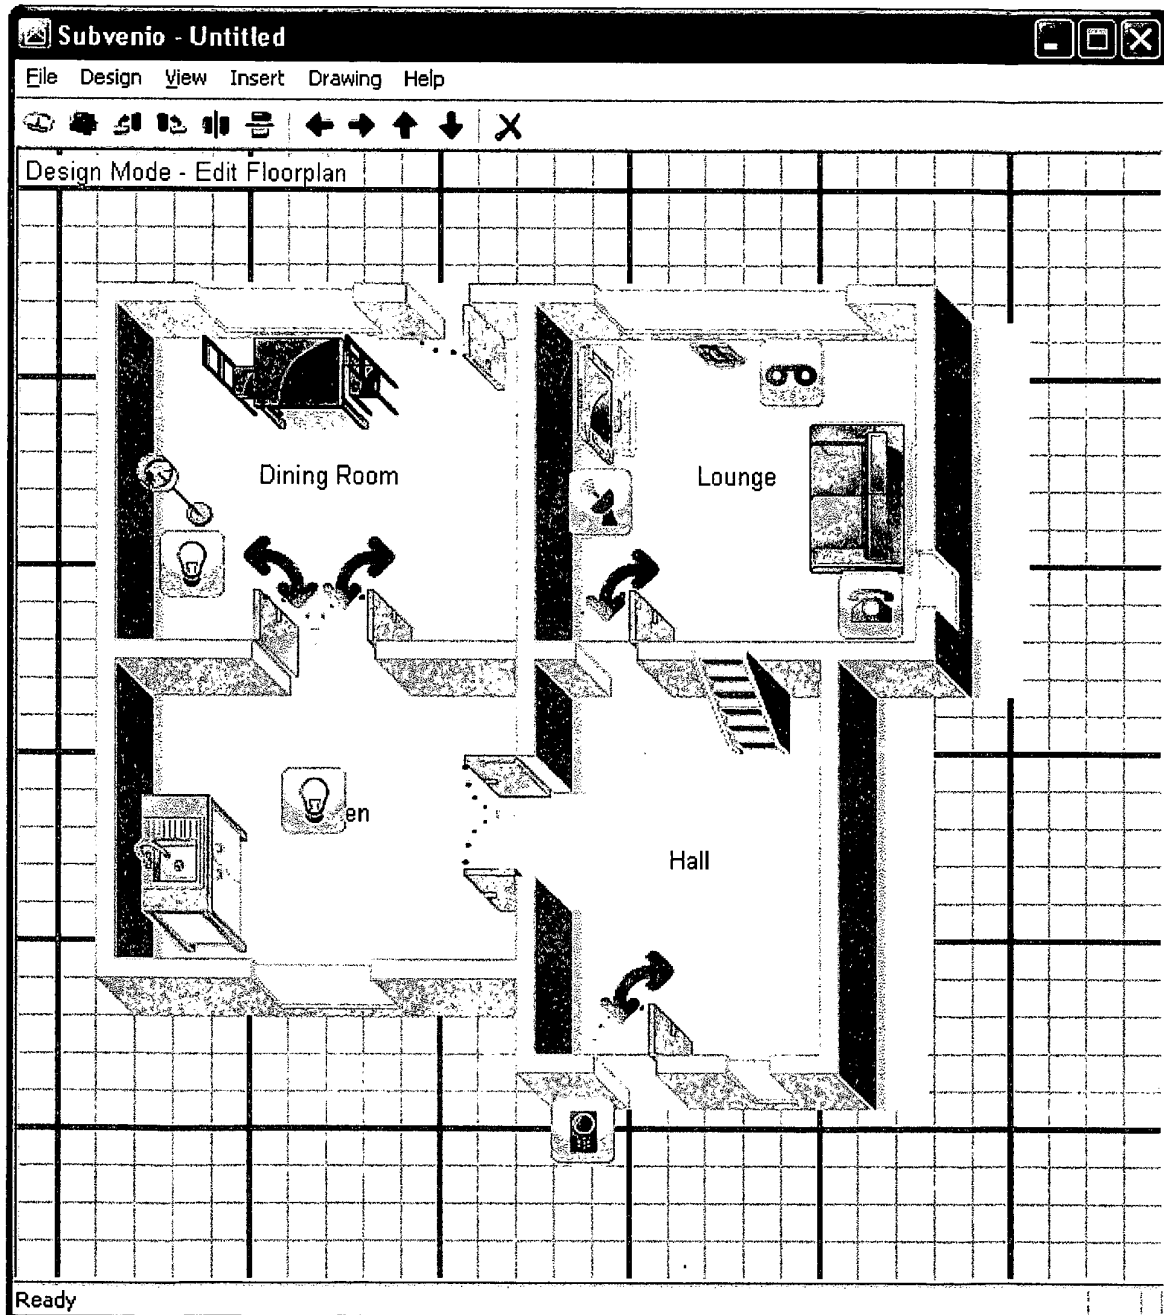 Subvenio - Untitled
File Design View Insert Drawing Help
Design Mode - Edit Floorplan
Dining Room
Lounge
en
Hall
Ready